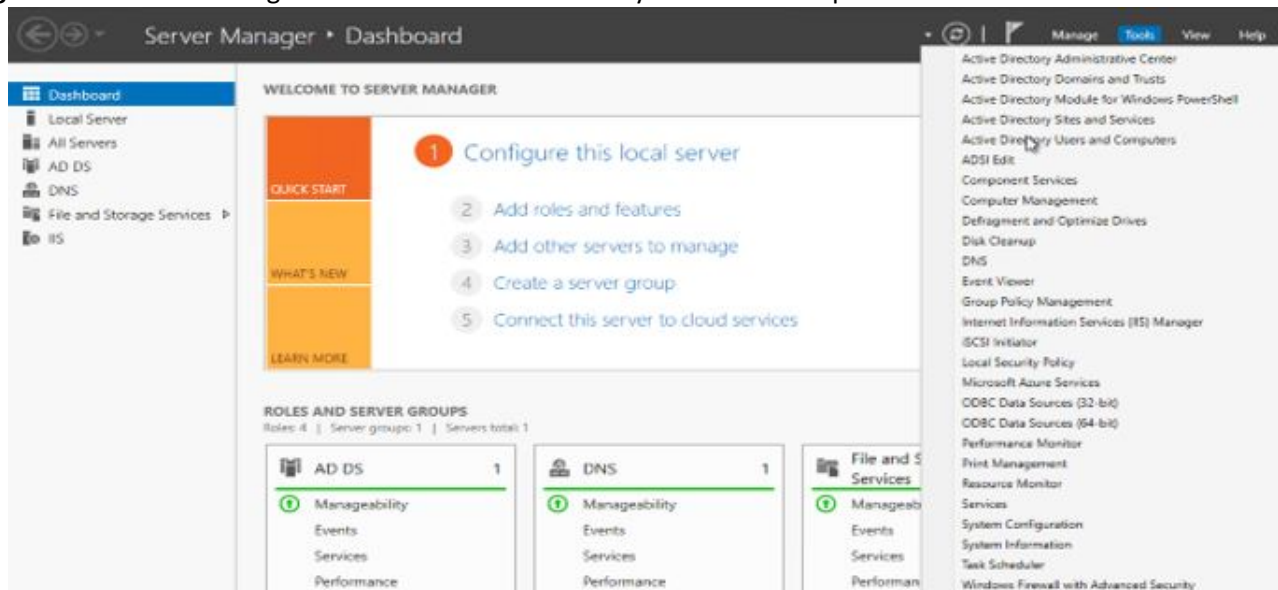 Server Manager • Dashboard
Manage Tools View Help
Dashboard
Local Server
All Servers
AD DS
DNS
File and Storage Services
IIS
WELCOME TO SERVER MANAGER
QUICK START
WHAT'S NEW
LEARN MORE
1 Configure this local server
2 Add roles and features
3 Add other servers to manage
4 Create a server group
5 Connect this server to cloud services
ROLES AND SERVER GROUPS
Roles: 4 | Server groups: 1 | Servers total: 1
AD DS 1
Manageability
Events
Services
Performance
DNS 1
Manageability
Events
Services
Performance
File and S
Services
Manageab
Events
Services
Performan
Active Directory Administrative Center
Active Directory Domains and Trusts
Active Directory Module for Windows PowerShell
Active Directory Sites and Services
Active Directory Users and Computers
ADSI Edit
Component Services
Computer Management
Defragment and Optimize Drives
Disk Cleanup
DNS
Event Viewer
Group Policy Management
Internet Information Services (IIS) Manager
iSCSI Initiator
Local Security Policy
Microsoft Azure Services
ODBC Data Sources (32-bit)
ODBC Data Sources (64-bit)
Performance Monitor
Print Management
Resource Monitor
Services
System Configuration
System Information
Task Scheduler
Windows Firewall with Advanced Security